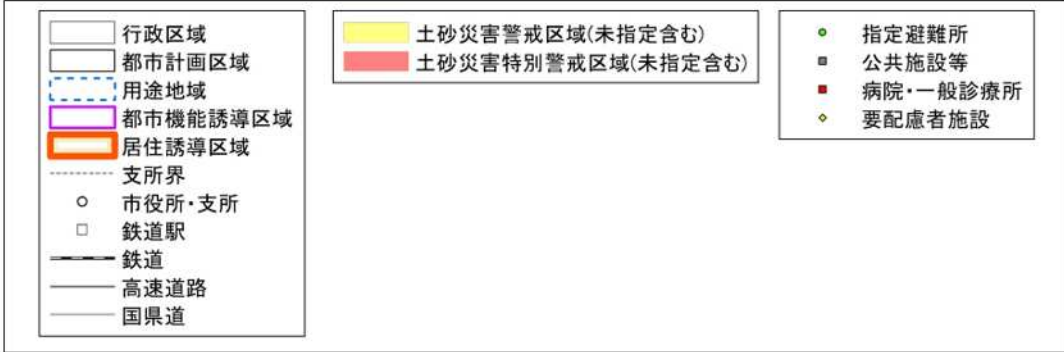 行政区域
都市計画区域
用途地域
都市機能誘導区域
居住誘導区域
支所界
市役所・支所
鉄道駅
鉄道
高速道路
国県道
土砂災害警戒区域(未指定含む)
土砂災害特別警戒区域(未指定含む)
指定避難所
公共施設等
病院・一般診療所
要配慮者施設